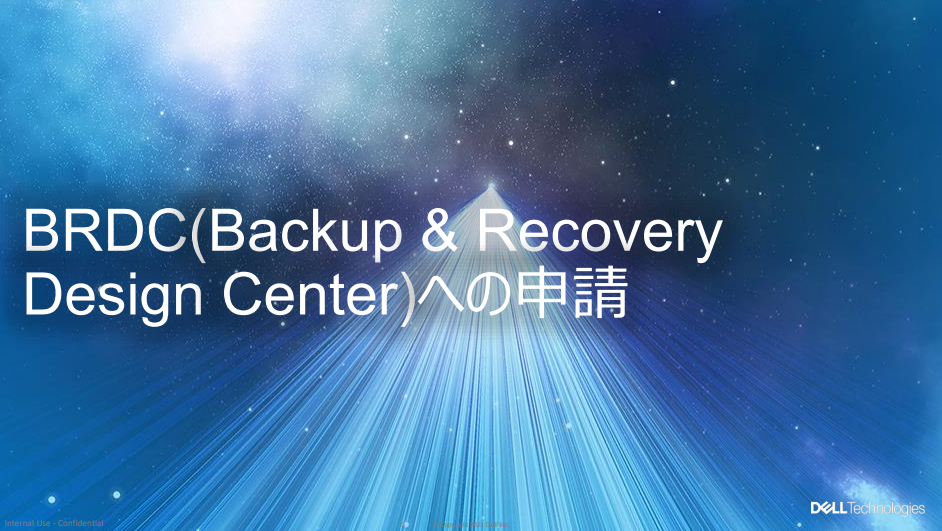 BRDC(Backup & Recovery
Design Center)への申請
Internal Use - Confidential
DELLTechnologies